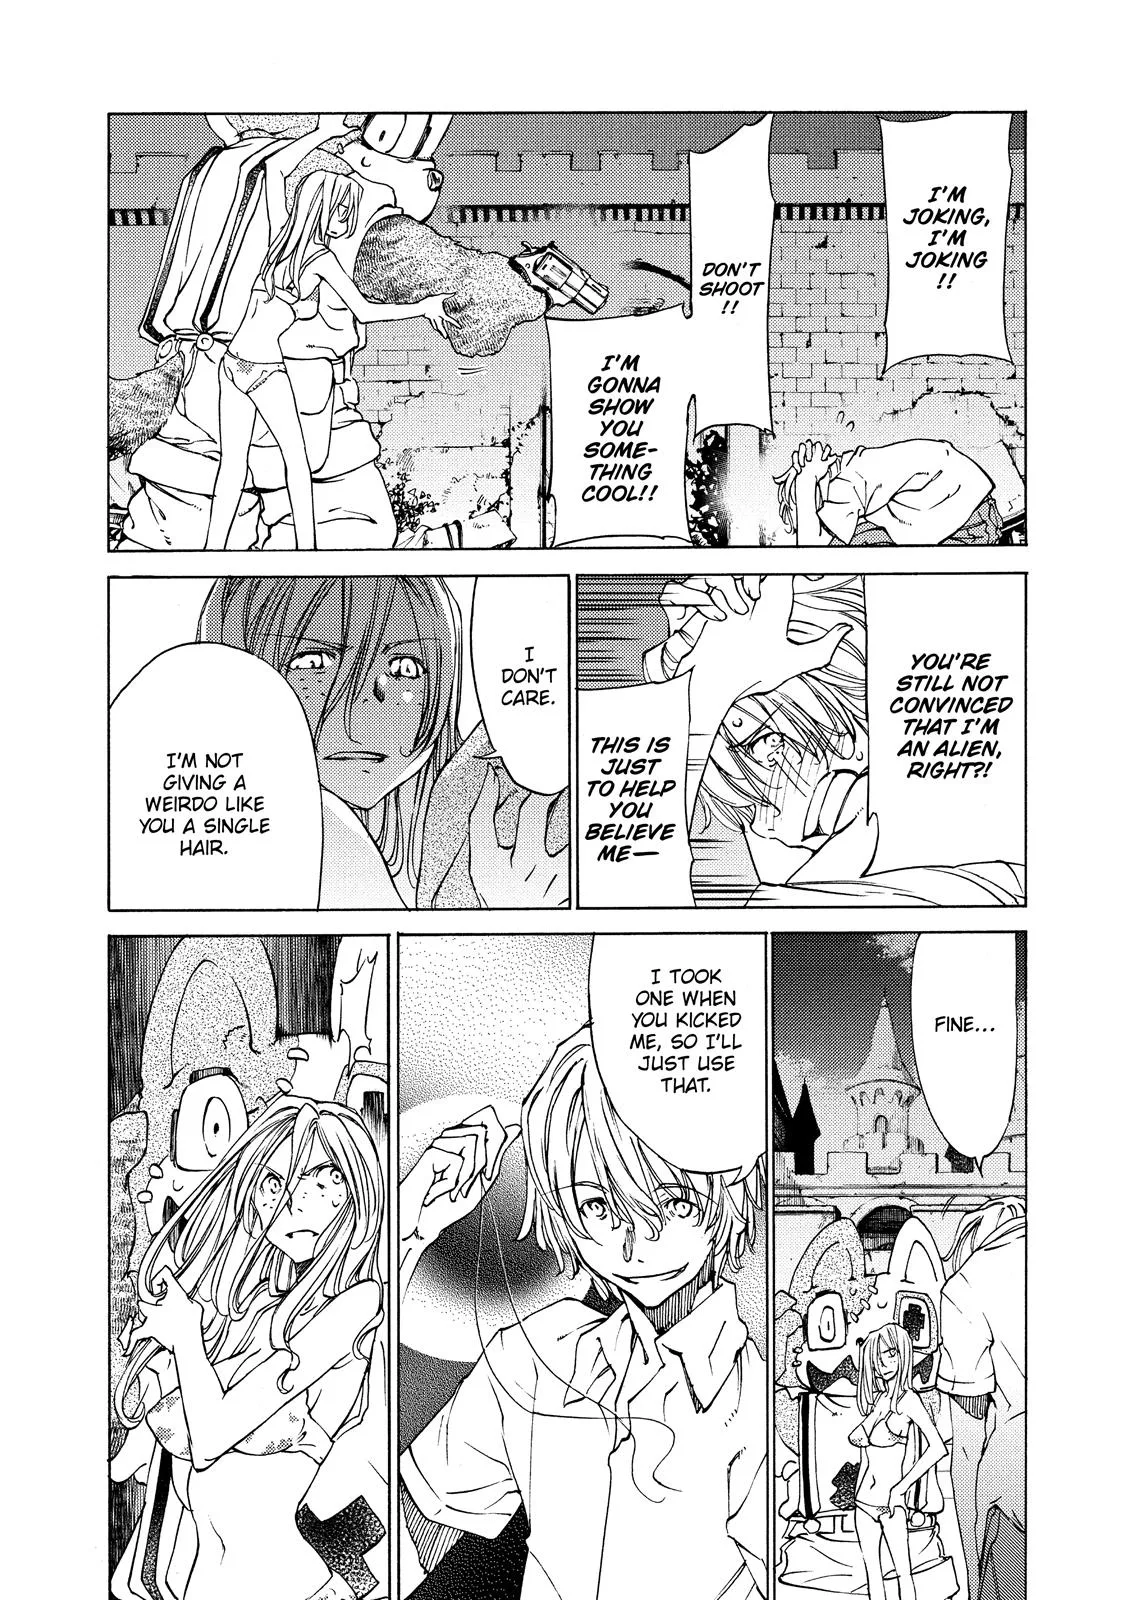 I'M
JOKING,
I'M
JOKING
!!
DON'T
SHOOT
!!
I'M
GONNA
SHOW
YOU
SOME-
THING
COOL!!
YOU'RE
STILL NOT
CONVINCED
THAT I'M
AN ALIEN,
RIGHT?!
THIS IS
JUST
TO HELP
YOU
BELIEVE
ME—
I
DON'T
CARE.
I'M NOT
GIVING A
WEIRDO LIKE
YOU A SINGLE
HAIR.
FINE...
I TOOK
ONE WHEN
YOU KICKED
ME, SO I'LL
JUST USE
THAT.